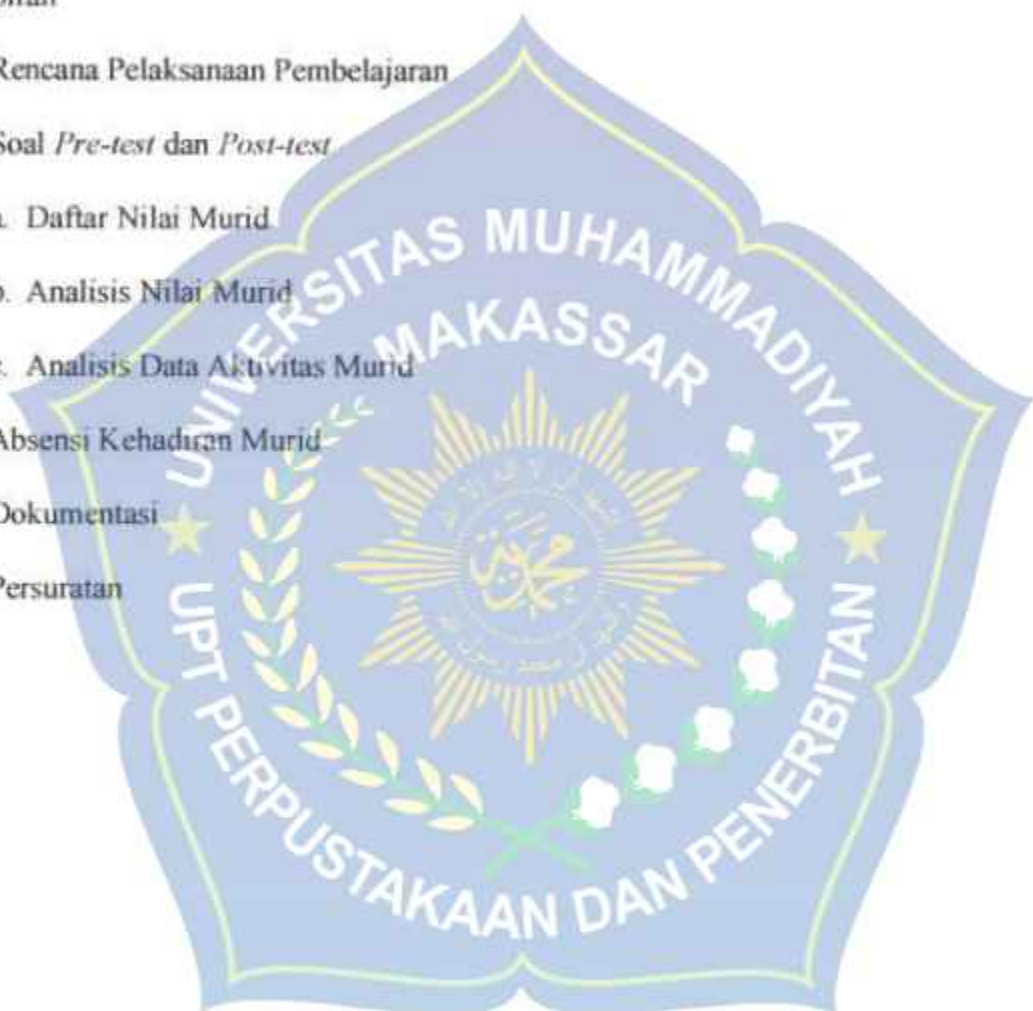 Rencana Pelaksanaan Pembelajaran
Soal Pre-test dan Post-test
a. Daftar Nilai Murid
b. Analisis Nilai Murid
c. Analisis Data Aktivitas Murid
Absensi Kehadiran Murid
Dokumentasi
Persuratan
UNIVERSITAS MUHAMMADIYAH
MAKASSAR
UPT PERPUSTAKAAN DAN PENERBITAN
محمد